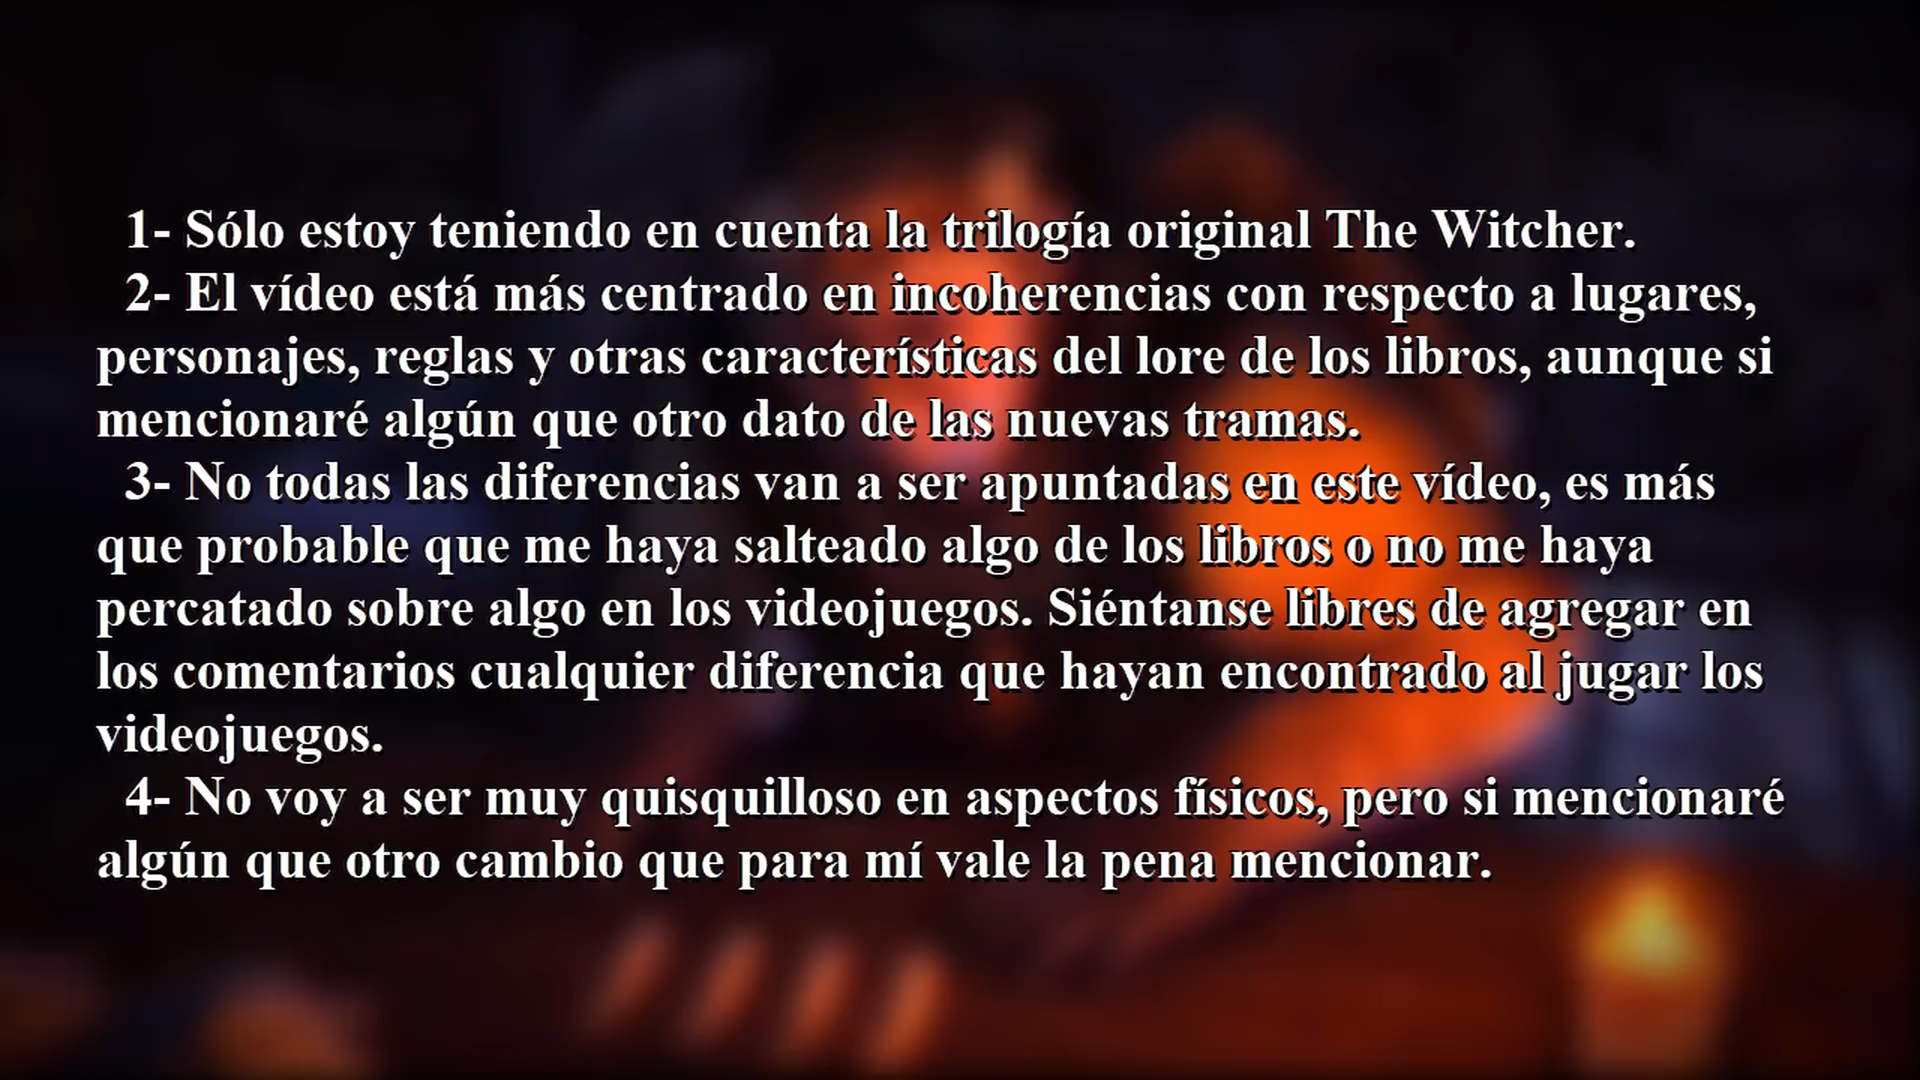 1- Sólo estoy teniendo en cuenta la trilogía original The Witcher.
2- El vídeo está más centrado en incoherencias con respecto a lugares,
personajes, reglas y otras características del lore de los libros, aunque si
mencionaré algún que otro dato de las nuevas tramas.
3- No todas las diferencias van a ser apuntadas en este vídeo, es más
que probable que me haya salteado algo de los libros o no me haya
percatado sobre algo en los videojuegos. Siéntanse libres de agregar en
los comentarios cualquier diferencia que hayan encontrado al jugar los
videojuegos.
4- No voy a ser muy quisquilloso en aspectos físicos, pero si mencionaré
algún que otro cambio que para mí vale la pena mencionar.